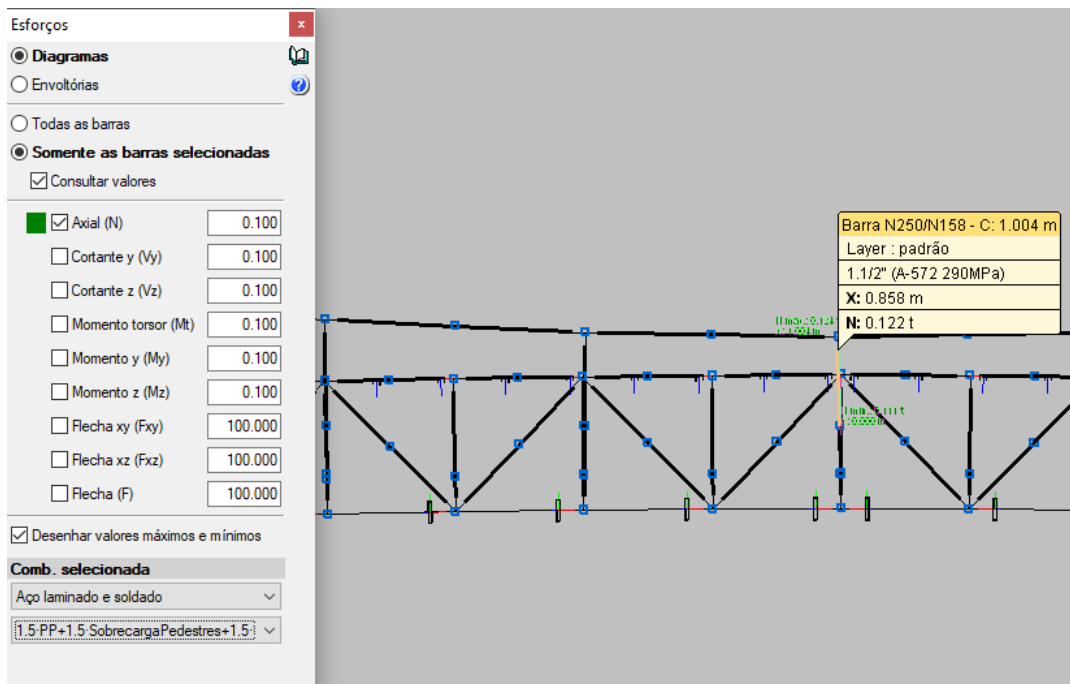 Esforços
x
Diagramas
Envoltórias
Todas as barras
Somente as barras selecionadas
Consultar valores
Axial (N) 0.100
Cortante y (Vy) 0.100
Cortante z (Vz) 0.100
Momento torsor (Mt) 0.100
Momento y (My) 0.100
Momento z (Mz) 0.100
Flecha xy (Fxy) 100.000
Flecha xz (Fxz) 100.000
Flecha (F) 100.000
Desenhar valores máximos e mínimos
Comb. selecionada
Aço laminado e soldado
1.5·PP+1.5·SobrecargaPedestres+1.5·
Barra N250/N158 - C: 1.004 m
Layer : padrão
1.1/2" (A-572 290MPa)
X: 0.858 m
N: 0.122 t